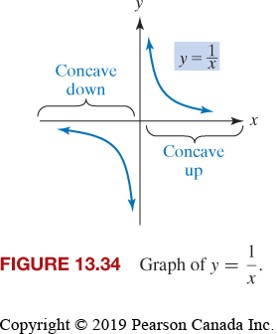 y
y = 1/x
Concave
down
x
Concave
up
FIGURE 13.34 Graph of y = 1/x.
Copyright © 2019 Pearson Canada Inc.